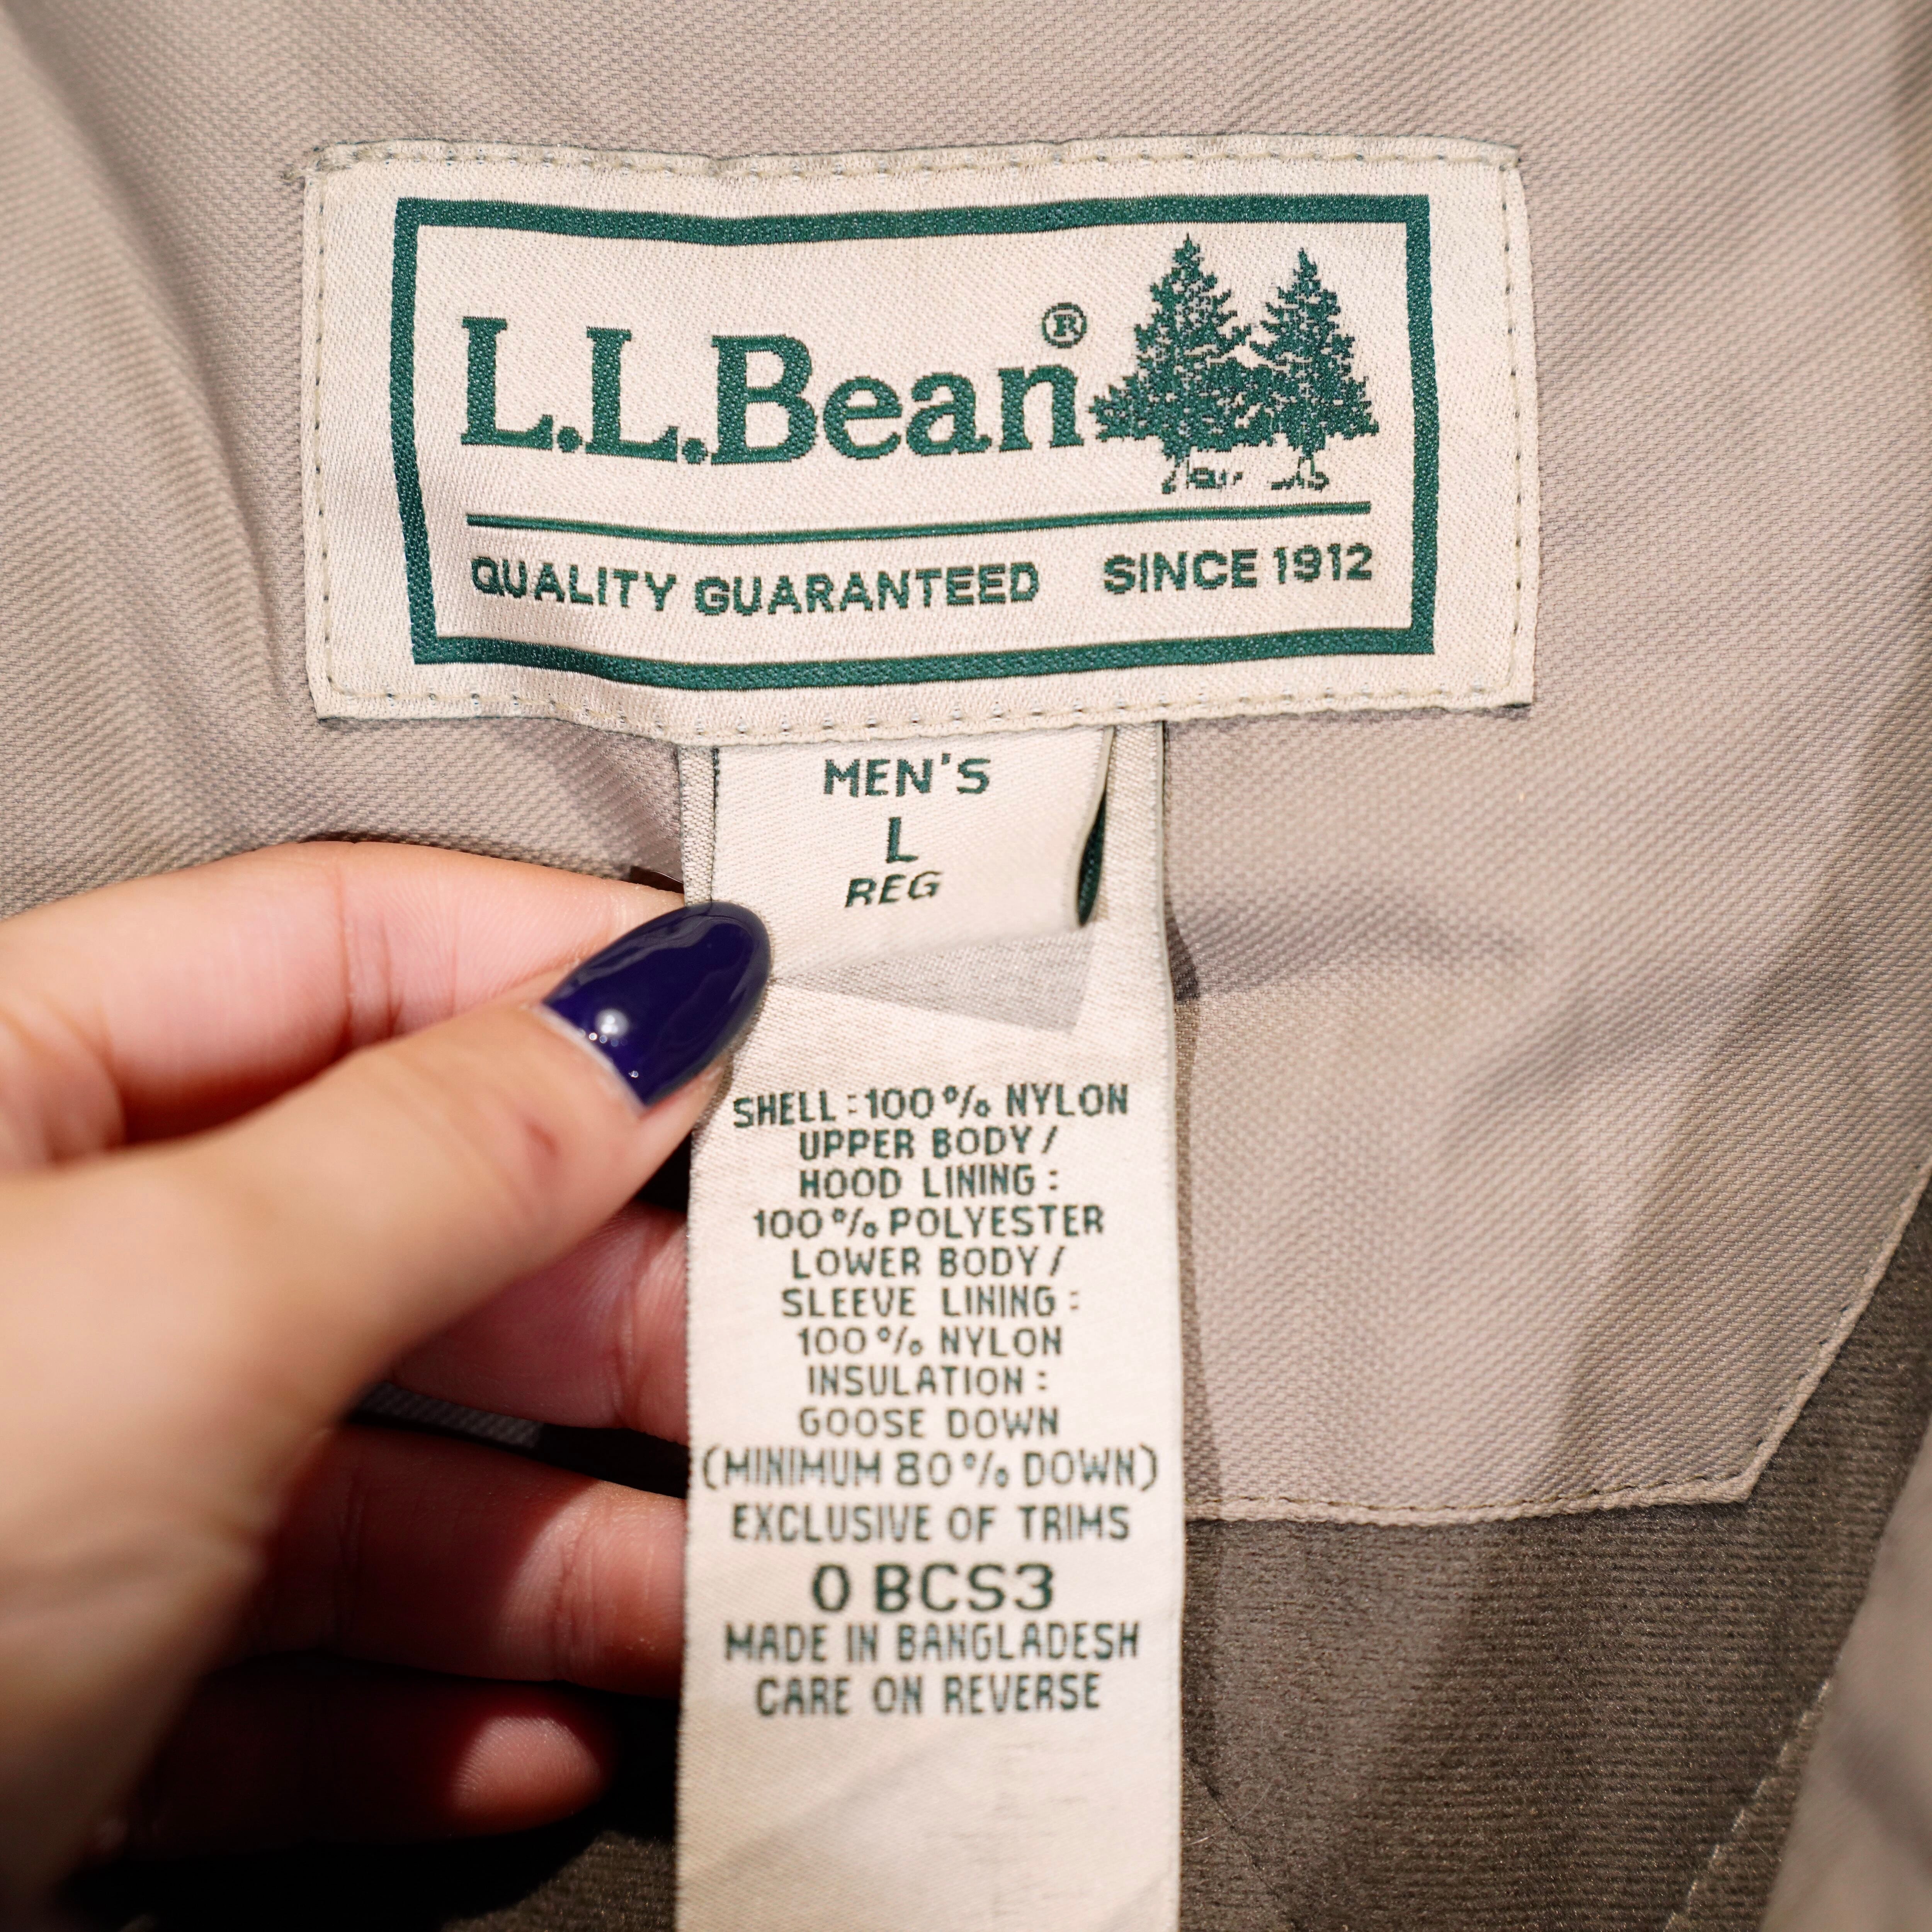 L.L.Bean®
QUALITY GUARANTEED SINCE 1912
MEN'S
L
REG
SHELL: 100% NYLON
UPPER BODY/
HOOD LINING:
100% POLYESTER
LOWER BODY/
SLEEVE LINING:
100% NYLON
INSULATION:
GOOSE DOWN
(MINIMUM 80% DOWN)
EXCLUSIVE OF TRIMS
0 BCS3
MADE IN BANGLADESH
CARE ON REVERSE